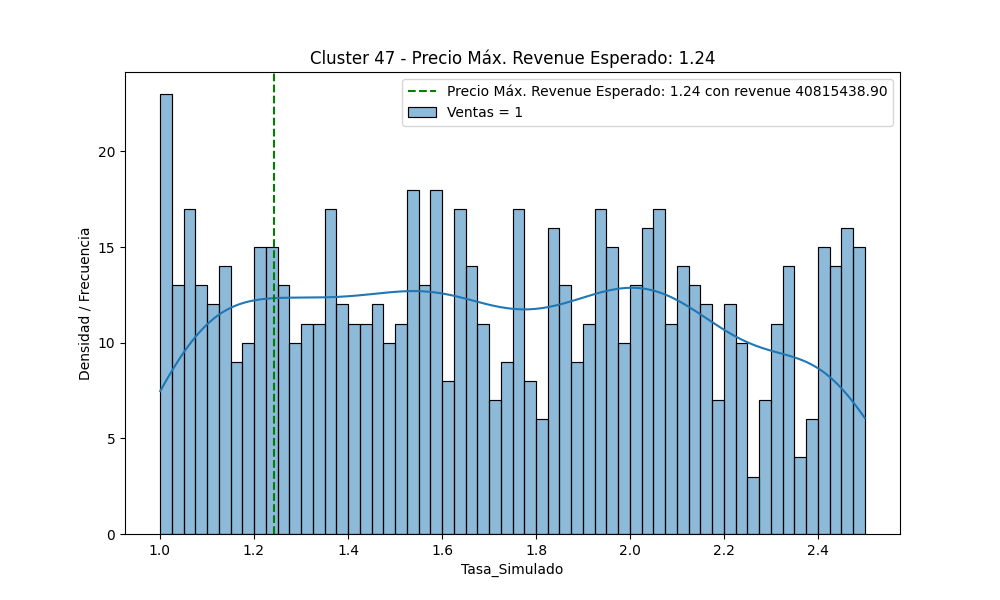 Cluster 47 - Precio Máx. Revenue Esperado: 1.24
Precio Máx. Revenue Esperado: 1.24 con revenue 40815438.90
Ventas = 1
Densidad / Frecuencia
20
15
10
5
0
1.0 1.2 1.4 1.6 1.8 2.0 2.2 2.4
Tasa_Simulado